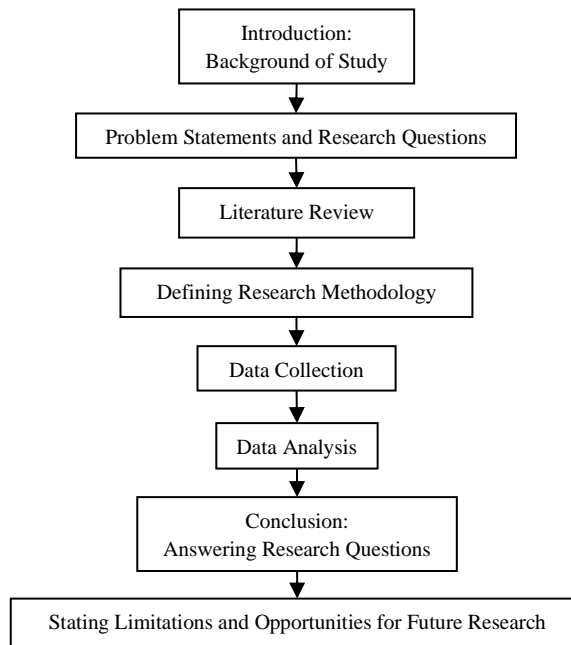 Introduction:
Background of Study
Problem Statements and Research Questions
Literature Review
Defining Research Methodology
Data Collection
Data Analysis
Conclusion:
Answering Research Questions
Stating Limitations and Opportunities for Future Research